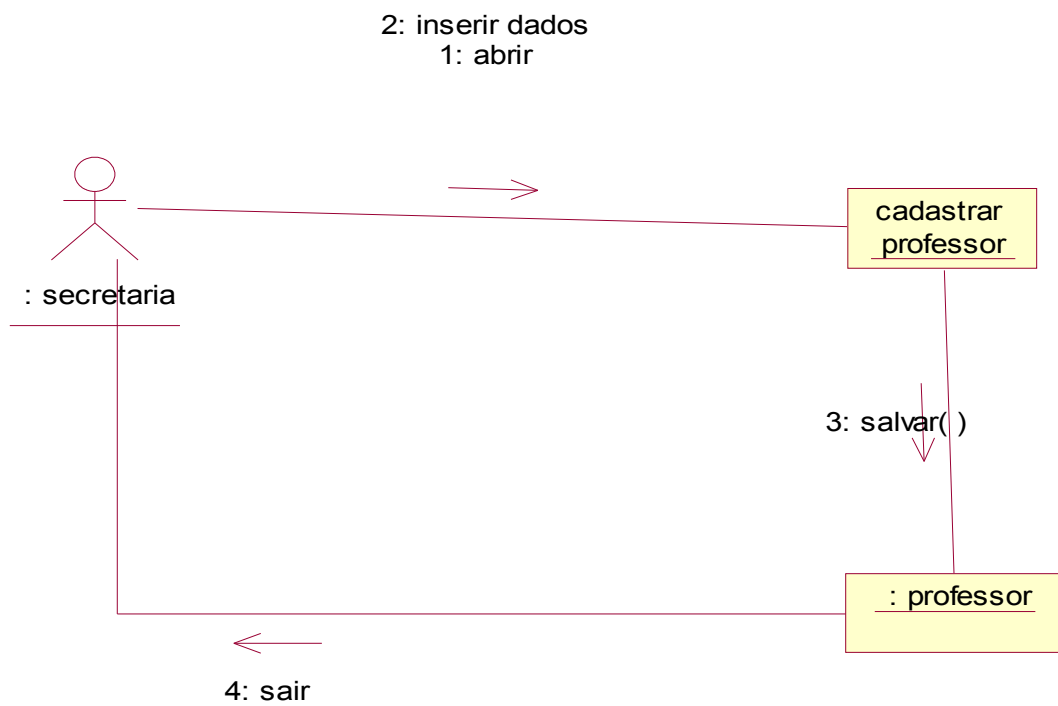 2: inserir dados
1: abrir
cadastrar
professor
: secretaria
3: salvar( )
: professor
4: sair